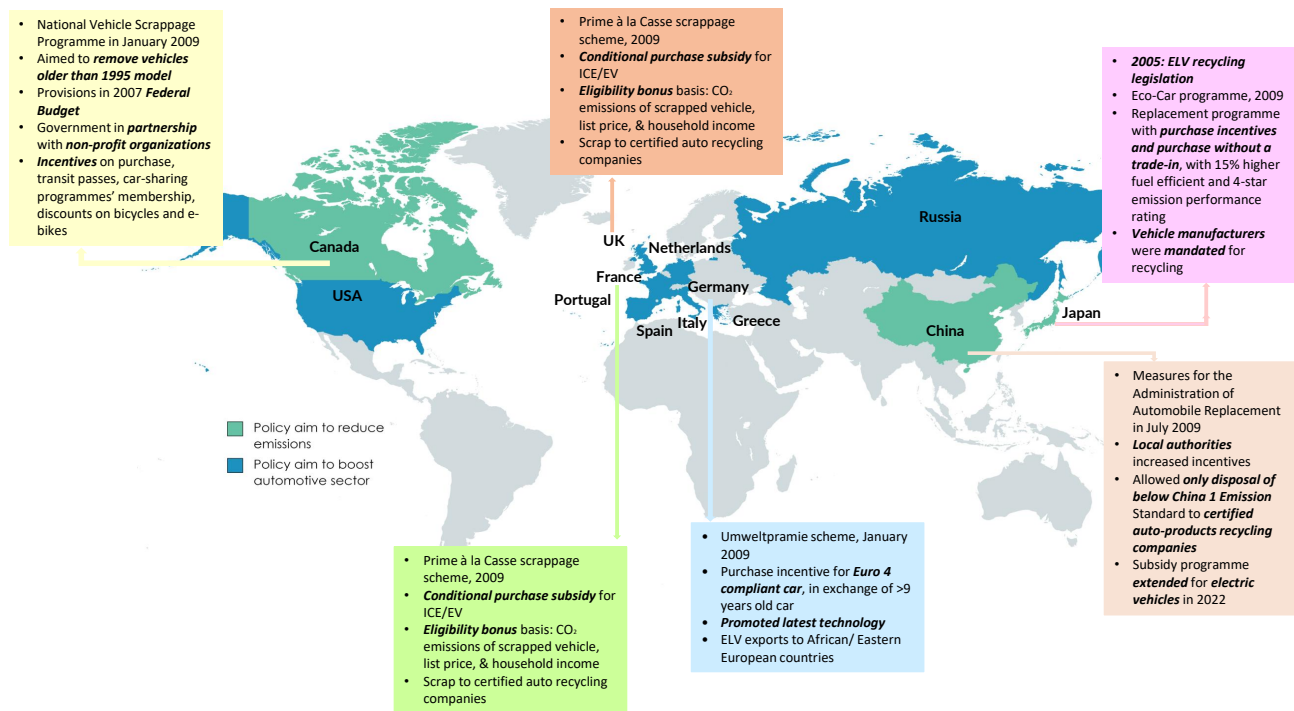 • National Vehicle Scrappage
Programme in January 2009
• Aimed to remove vehicles
older than 1995 model
• Provisions in 2007 Federal
Budget
• Government in partnership
with non-profit organizations
• Incentives on purchase,
transit passes, car-sharing
programmes’ membership,
discounts on bicycles and e-
bikes
• Prime à la Casse scrappage
scheme, 2009
• Conditional purchase subsidy for
ICE/EV
• Eligibility bonus basis: CO₂
emissions of scrapped vehicle,
list price, & household income
• Scrap to certified auto recycling
companies
• 2005: ELV recycling
legislation
• Eco-Car programme, 2009
• Replacement programme
with purchase incentives
and purchase without a
trade-in, with 15% higher
fuel efficient and 4-star
emission performance
rating
• Vehicle manufacturers
were mandated for
recycling
Canada
USA
UK
Netherlands
France
Germany
Portugal
Spain
Italy
Greece
Russia
China
Japan
Policy aim to reduce
emissions
Policy aim to boost
automotive sector
• Prime à la Casse scrappage
scheme, 2009
• Conditional purchase subsidy for
ICE/EV
• Eligibility bonus basis: CO₂
emissions of scrapped vehicle,
list price, & household income
• Scrap to certified auto recycling
companies
• Umweltpramie scheme, January
2009
• Purchase incentive for Euro 4
compliant car, in exchange of >9
years old car
• Promoted latest technology
• ELV exports to African/ Eastern
European countries
• Measures for the
Administration of
Automobile Replacement
in July 2009
• Local authorities
increased incentives
• Allowed only disposal of
below China 1 Emission
Standard to certified
auto-products recycling
companies
• Subsidy programme
extended for electric
vehicles in 2022